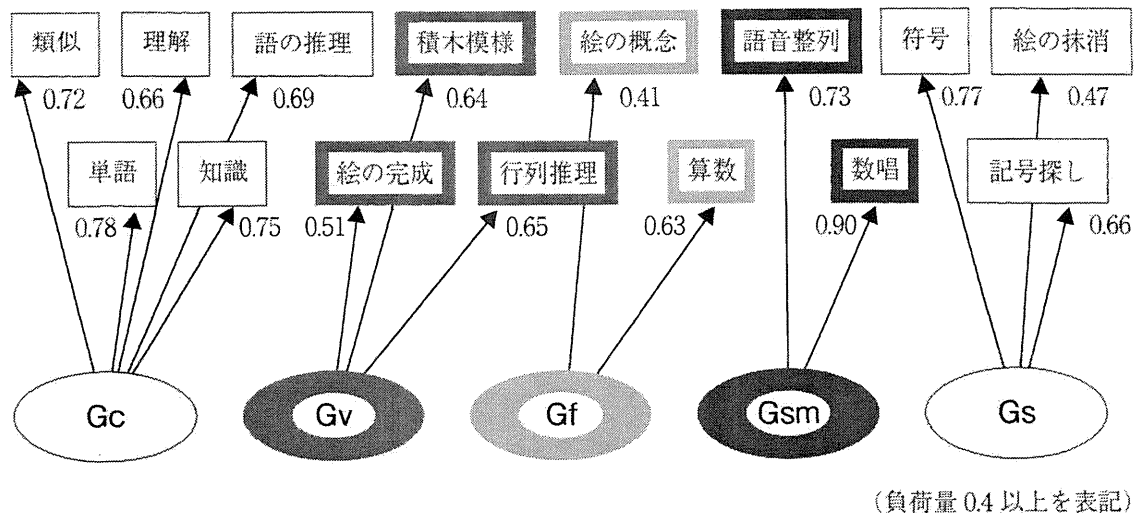 類似 理解 語の推理 積木模様 絵の概念 語音整列 符号 絵の抹消
0.72 0.66 0.69 0.64 0.41 0.73 0.77 0.47
単語 知識 絵の完成 行列推理 算数 数唱 記号探し
0.78 0.75 0.51 0.65 0.63 0.90 0.66
Gc Gv Gf Gsm Gs
(負荷量 0.4 以上を表記)